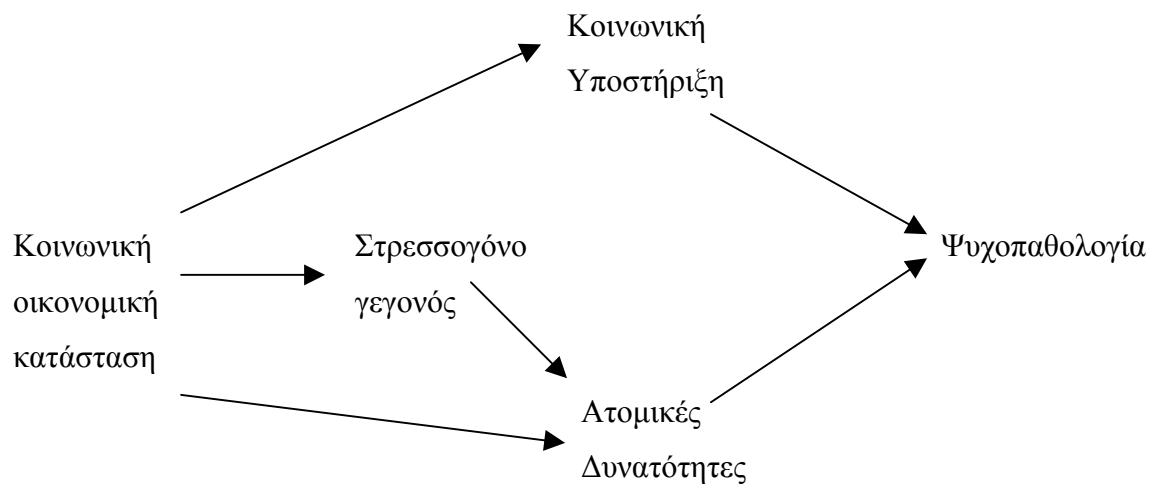 Κοινωνική
Υποστήριξη
Κοινωνική
οικονομική
κατάσταση
Στρεσσογόνο
γεγονός
Ψυχοπαθολογία
Ατομικές
Δυνατότητες